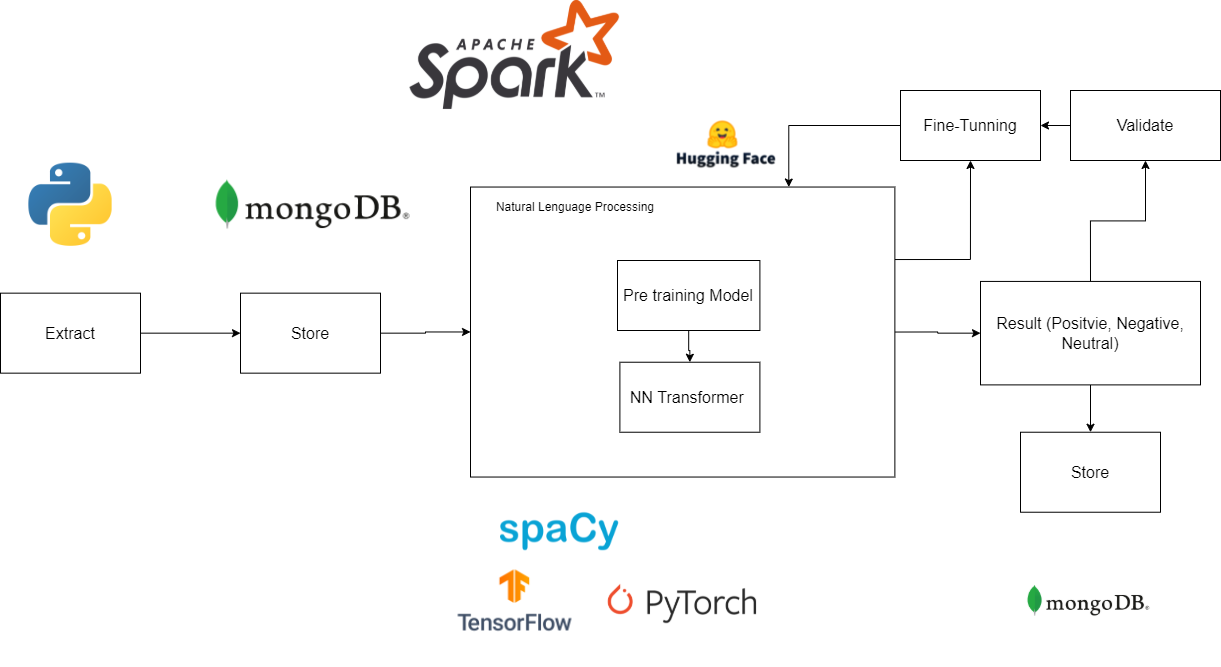 APACHE
Spark™
Hugging Face
Fine-Tunning
Validate
mongoDB®
Natural Lenguage Processing
Pre training Model
Extract
Store
Result (Positvie, Negative,
Neutral)
NN Transformer
Store
spaCy
TensorFlow
PyTorch
mongoDB®